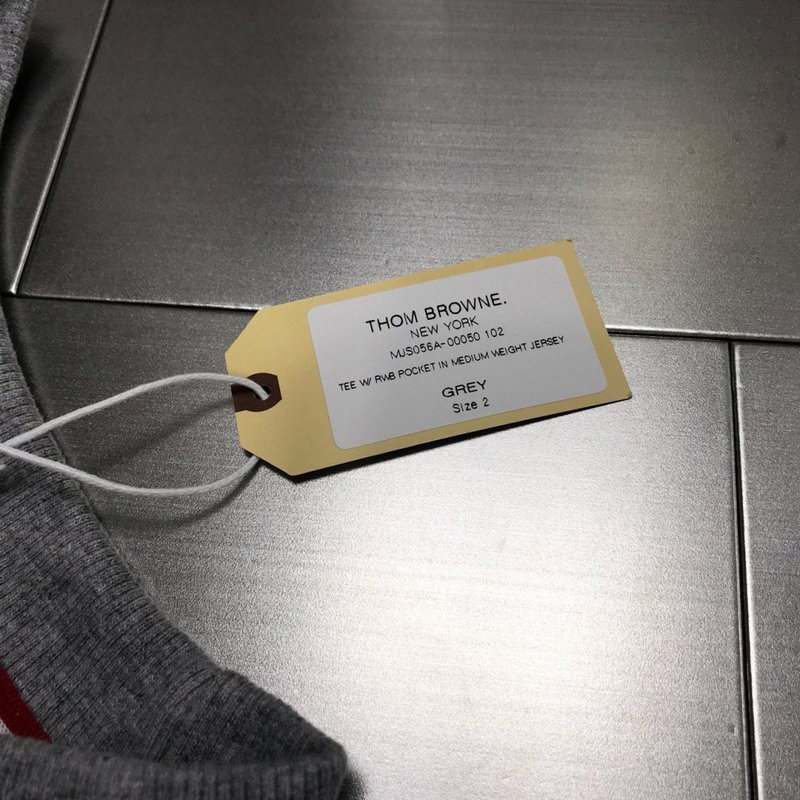 THOM BROWNE.
NEW YORK
MJS056A-00050 102
TEE W/ RWB POCKET IN MEDIUM WEIGHT JERSEY
GREY
Size 2